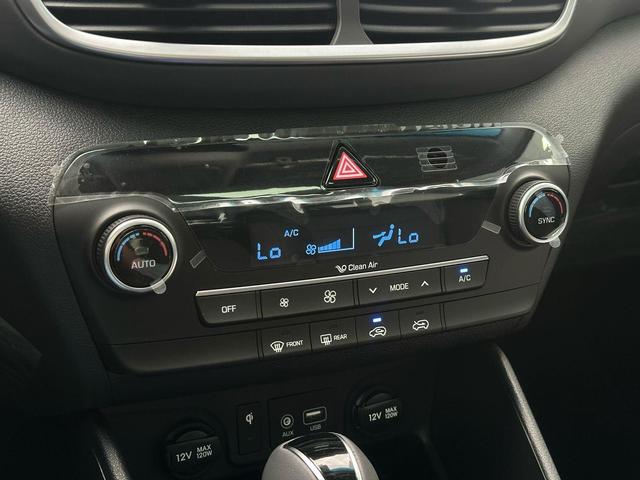 A/C
Lo
Lo
Clean Air
AUTO
SYNC
OFF
MODE
A/C
FRONT
REAR
12V MAX 120W
AUX
USB
12V MAX 120W